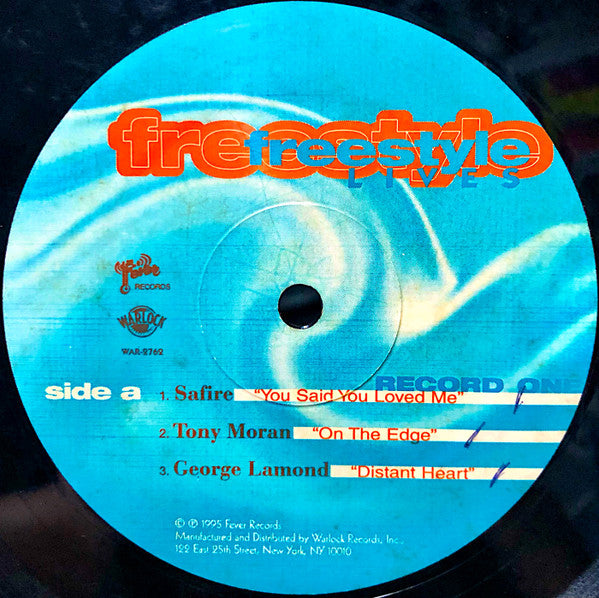 freestyle
freestyle
LIVES
Fever
RECORDS
WARLOCK
WAR-2762
RECORD ONE
side a
1. Safire "You Said You Loved Me"
2. Tony Moran "On The Edge"
3. George Lamond "Distant Heart"
© ℗ 1995 Fever Records
Manufactured and Distributed by Warlock Records, Inc.,
122 East 25th Street, New York, NY 10010